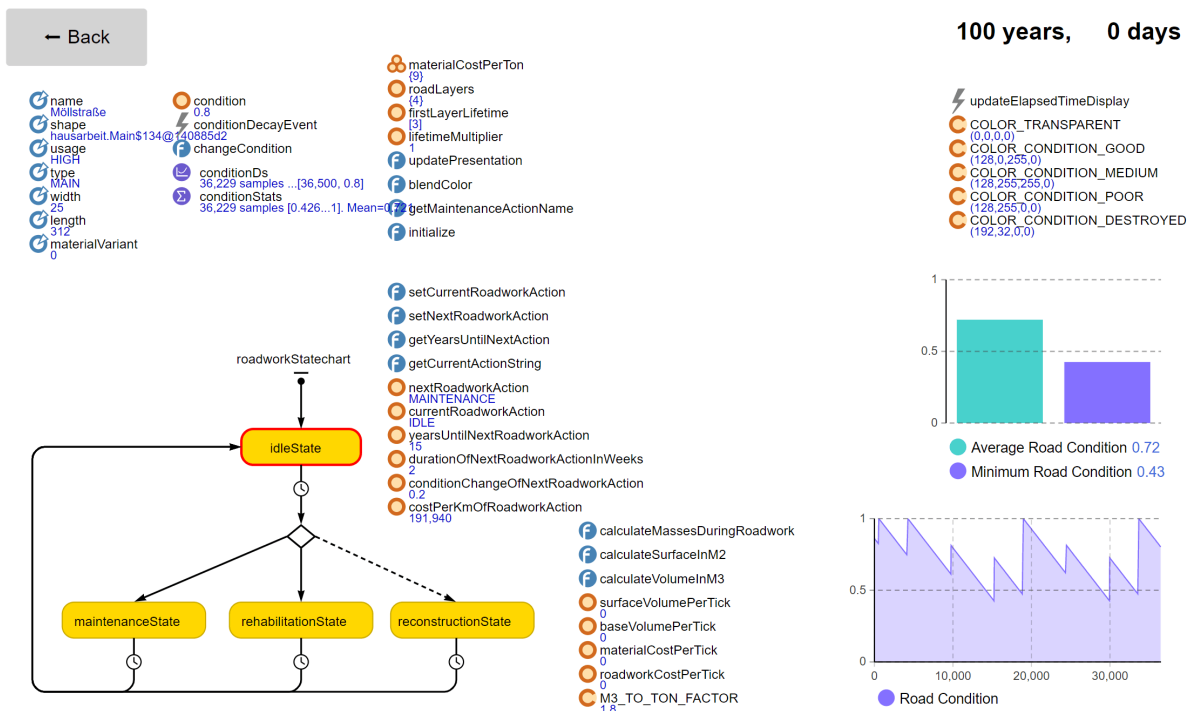 ← Back
100 years, 0 days
name
Möllstraße
shape
hausarbeit.Main$134@140885d2
usage
HIGH
type
MAIN
width
25
length
312
materialVariant
0
condition
0.8
conditionDecayEvent
changeCondition
conditionDs
36,229 samples ...[36,500, 0.8]
conditionStats
36,229 samples [0.426...1]. Mean=0.721
materialCostPerTon
{9}
roadLayers
{4}
firstLayerLifetime
[3]
lifetimeMultiplier
1
updatePresentation
blendColor
getMaintenanceActionName
initialize
updateElapsedTimeDisplay
COLOR_TRANSPARENT
(0,0,0,0)
COLOR_CONDITION_GOOD
(128,0,255,0)
COLOR_CONDITION_MEDIUM
(128,255,255,0)
COLOR_CONDITION_POOR
(128,255,0,0)
COLOR_CONDITION_DESTROYED
(192,32,0,0)
setCurrentRoadworkAction
setNextRoadworkAction
getYearsUntilNextAction
getCurrentActionString
nextRoadworkAction
MAINTENANCE
currentRoadworkAction
IDLE
yearsUntilNextRoadworkAction
15
durationOfNextRoadworkActionInWeeks
2
conditionChangeOfNextRoadworkAction
0.2
costPerKmOfRoadworkAction
191,940
roadworkStatechart
idleState
maintenanceState
rehabilitationState
reconstructionState
calculateMassesDuringRoadwork
calculateSurfaceInM2
calculateVolumeInM3
surfaceVolumePerTick
0
baseVolumePerTick
0
materialCostPerTick
0
roadworkCostPerTick
0
M3_TO_TON_FACTOR
1.8
1
0.5
0
Average Road Condition 0.72
Minimum Road Condition 0.43
1
0.5
0
0 10,000 20,000 30,000
Road Condition